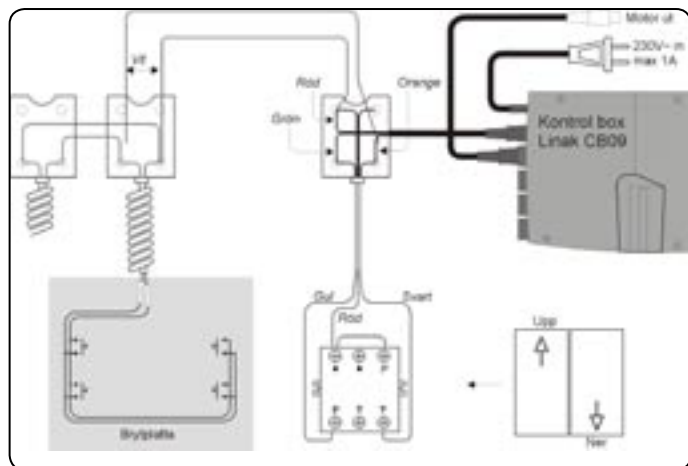 Motor ut
230V~ in
max 1A
Vit
Röd
Orange
Grön
Kontrol box
Linak CB09
Gul
Svart
Röd
Upp
Ner
Brytplatta